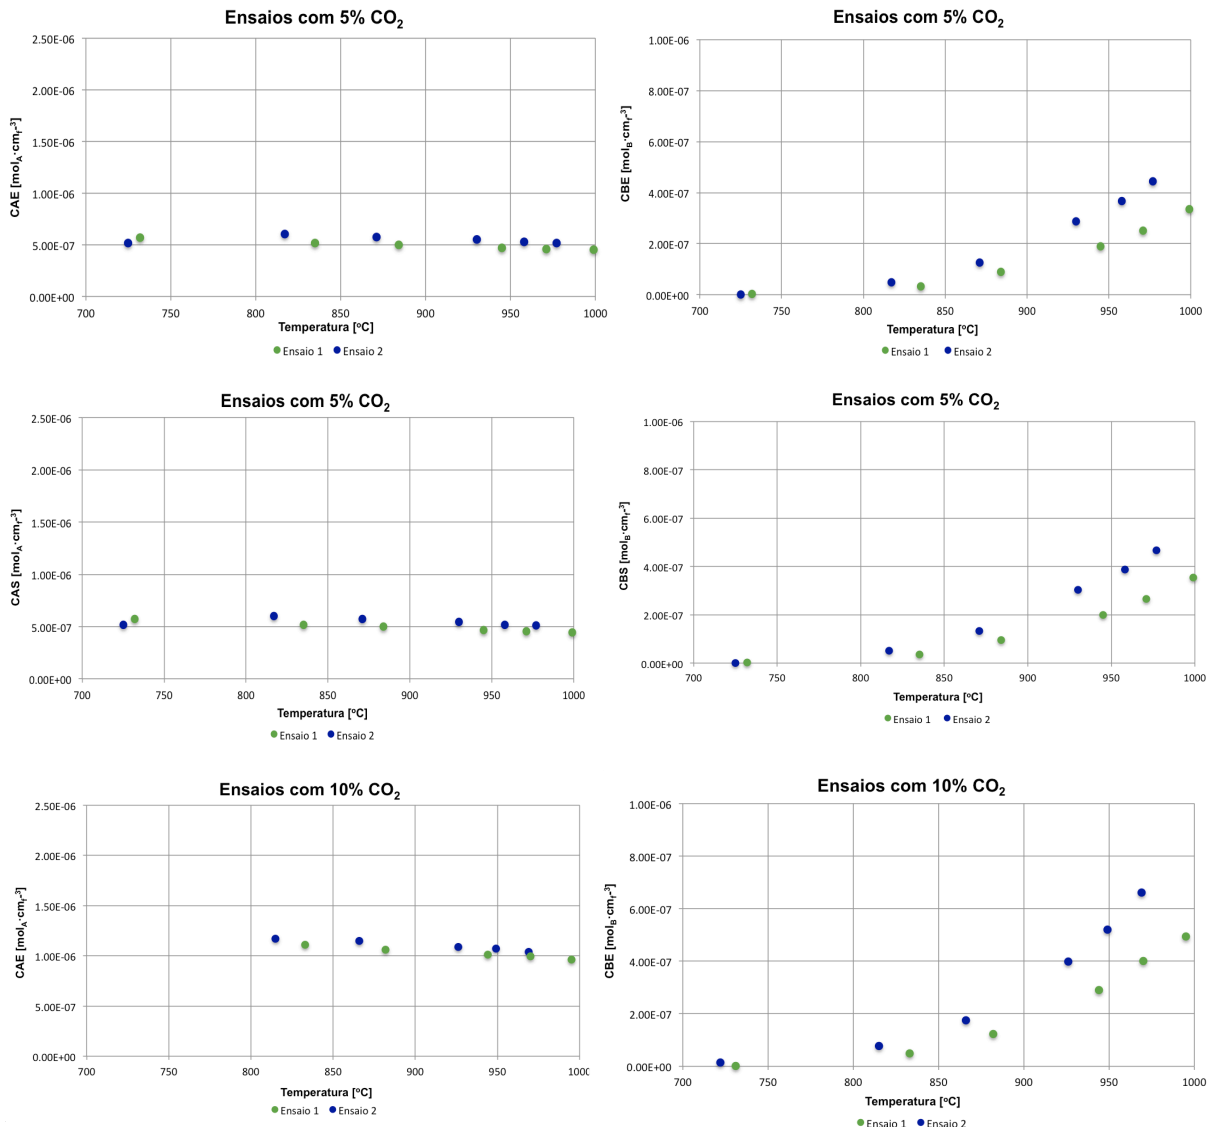 Ensaios com 5% CO2
2.50E-06
2.00E-06
1.50E-06
1.00E-06
5.00E-07
0.00E+00
CAE [molA·cmf-3]
700 750 800 850 900 950 1000
Temperatura [ºC]
Ensaio 1 Ensaio 2
Ensaios com 5% CO2
1.00E-06
8.00E-07
6.00E-07
4.00E-07
2.00E-07
0.00E+00
CBE [molB·cmf-3]
700 750 800 850 900 950 1000
Temperatura [ºC]
Ensaio 1 Ensaio 2
Ensaios com 5% CO2
2.50E-06
2.00E-06
1.50E-06
1.00E-06
5.00E-07
0.00E+00
CAS [molA·cmf-3]
700 750 800 850 900 950 1000
Temperatura [ºC]
Ensaio 1 Ensaio 2
Ensaios com 5% CO2
1.00E-06
8.00E-07
6.00E-07
4.00E-07
2.00E-07
0.00E+00
CBS [molB·cmf-3]
700 750 800 850 900 950 1000
Temperatura [ºC]
Ensaio 1 Ensaio 2
Ensaios com 10% CO2
2.50E-06
2.00E-06
1.50E-06
1.00E-06
5.00E-07
0.00E+00
CAE [molA·cmf-3]
700 750 800 850 900 950 1000
Temperatura [ºC]
Ensaio 1 Ensaio 2
Ensaios com 10% CO2
1.00E-06
8.00E-07
6.00E-07
4.00E-07
2.00E-07
0.00E+00
CBE [molB·cmf-3]
700 750 800 850 900 950 1000
Temperatura [ºC]
Ensaio 1 Ensaio 2